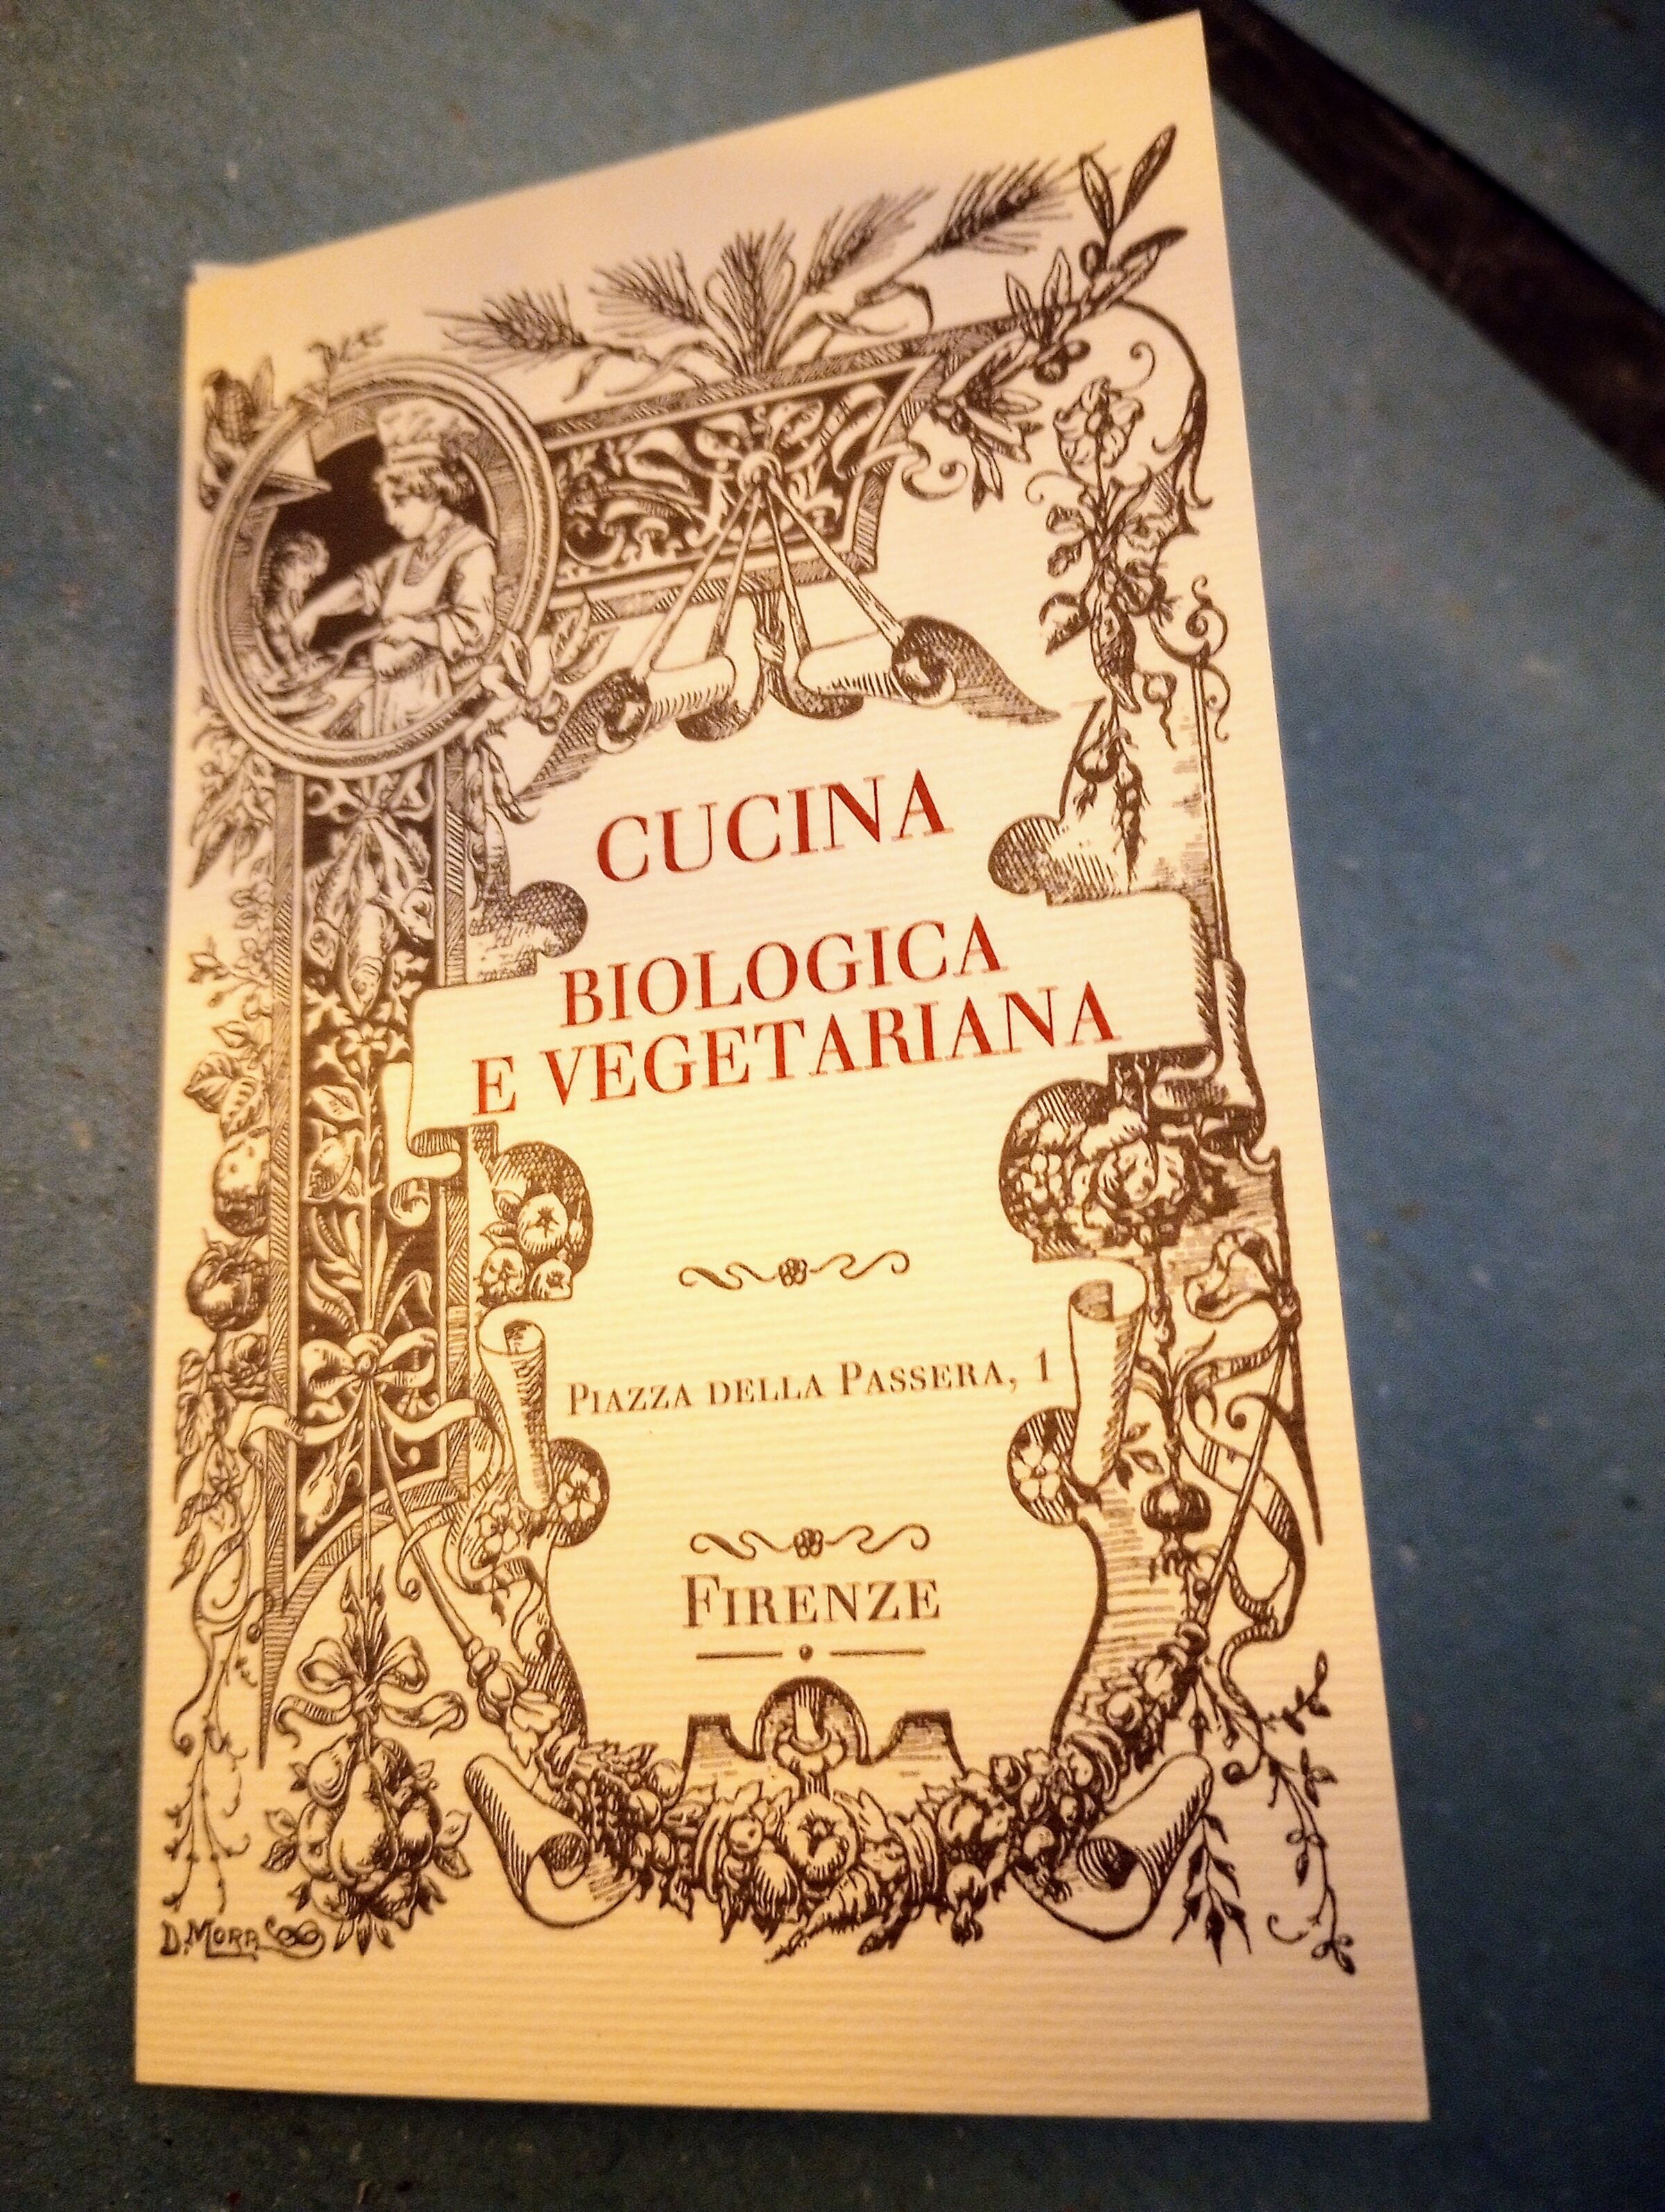 CUCINA
BIOLOGICA
E VEGETARIANA
PIAZZA DELLA PASSERA, 1
FIRENZE
D. MORA